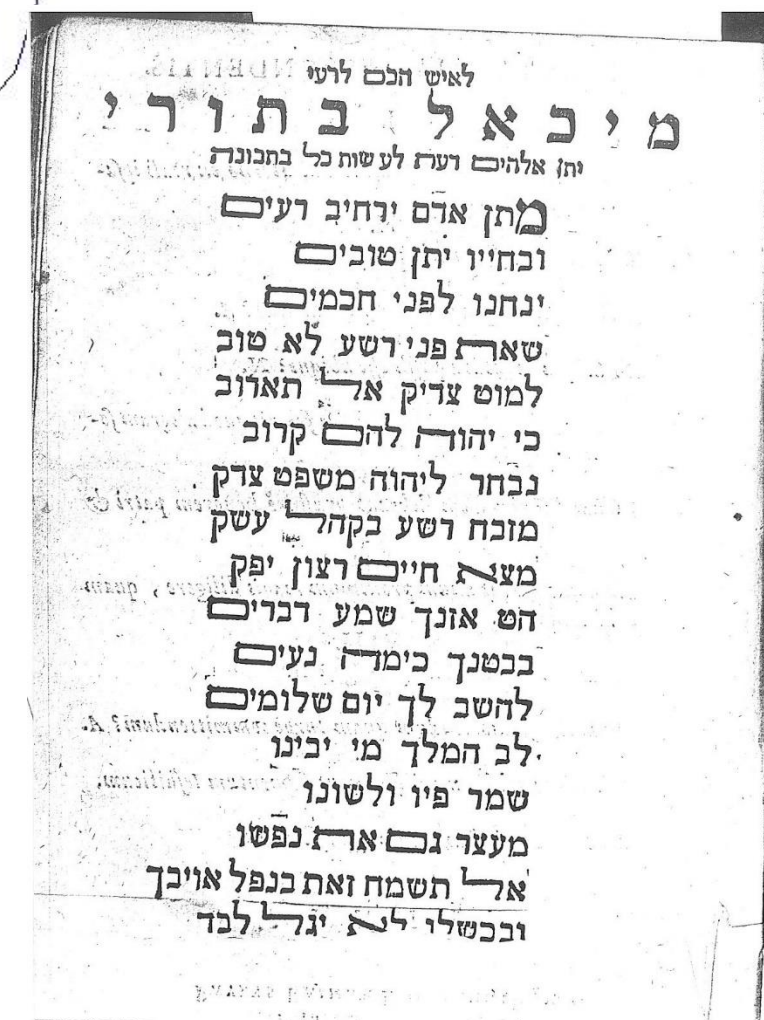 לאיש הכם לרעי
מיכאל בתורי
יתן אלהים דעת לעשות כל בתבונה
מתן אדם ירחיב רעים
ובחייו יתן טובים
ינחנו לפני חכמים
שארת פני רשע לא טוב
למוט צדיק אל תארוב
כי יהוה להם קרוב
נבחר ליהוה משפט צדק
מזבח רשע בקהל עשק
מצא חיים רצון יפק
הט אזנך שמע דברים
בבטנך כימה נעים
להשב לך יום שלומים
לב המלך מי יבינו
שמר פיו ולשונו
מעצר גם את נפשו
אל תשמח זאת בנפל אויבך
ובכשלו לא יגל לבד